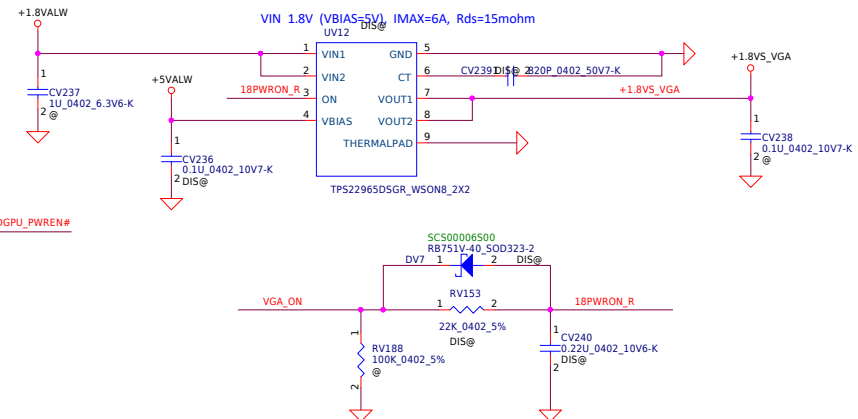 +1.8VALW
VIN 1.8V (VBIAS=5V), IMAX=6A, Rds=15mohm
DIS@
UV12
1 VIN1 GND 5
2 VIN2 CT 6
CV2391 DIS@ 2 820P_0402_50V7-K
+1.8VS_VGA
+5VALW
18PWRON_R 3 ON VOUT1 7 +1.8VS_VGA
4 VBIAS VOUT2 8
THERMALPAD 9
1
CV237
1U_0402_6.3V6-K
2 @
1
CV236
0.1U_0402_10V7-K
2 DIS@
1
CV238
0.1U_0402_10V7-K
2 @
TPS22965DSGR_WSON8_2X2
OGPU_PWREN#
SCS00006S00
RB751V-40_SOD323-2
DV7 1 2 DIS@
RV153
VGA_ON 1 2 18PWRON_R
22K_0402_5%
DIS@
1
RV188
100K_0402_5%
@
2
1
CV240
0.22U_0402_10V6-K
DIS@
2